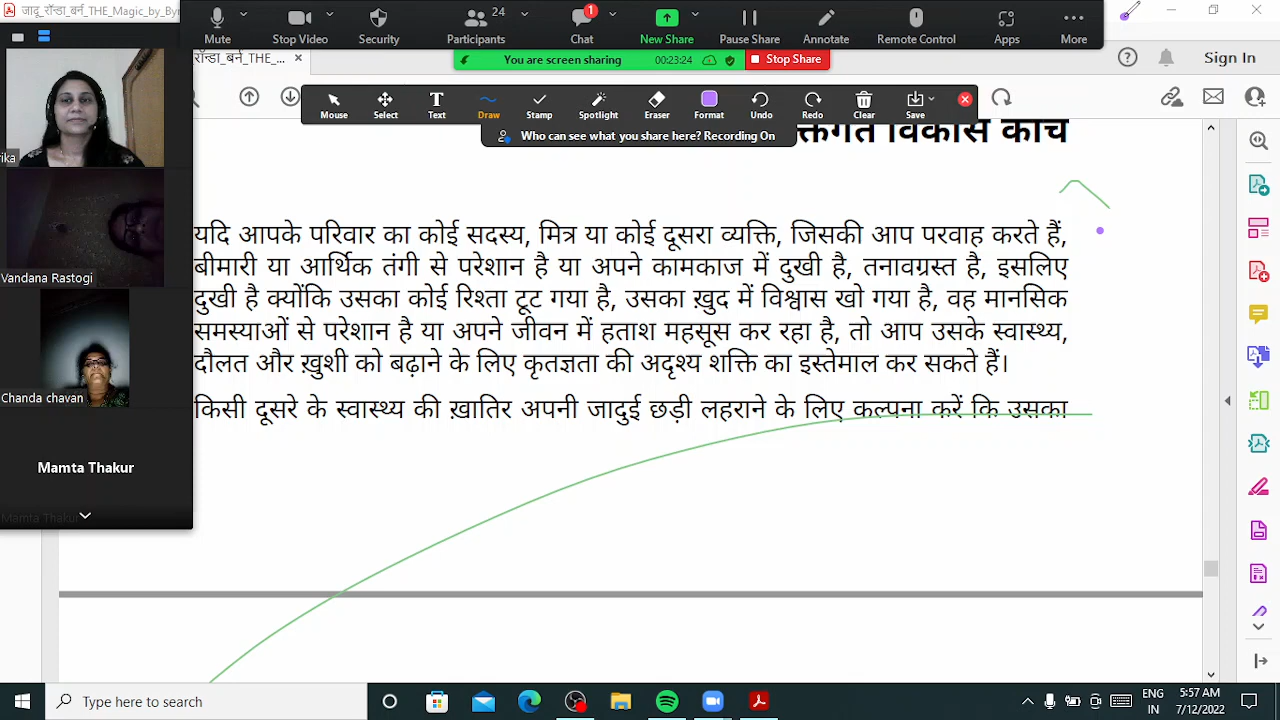 जादू_रॉन्डा_बर्न_THE_Magic_by_Byr
Mute
Stop Video
Security
Participants
24
Chat
1
New Share
Pause Share
Annotate
Remote Control
Apps
More
रॉन्डा_बर्न_THE_...
You are screen sharing
00:23:24
Stop Share
Sign In
Mouse
Select
Text
Draw
Stamp
Spotlight
Eraser
Format
Undo
Redo
Clear
Save
Who can see what you share here? Recording On
यदि आपके परिवार का कोई सदस्य, मित्र या कोई दूसरा व्यक्ति, जिसकी आप परवाह करते हैं,
बीमारी या आर्थिक तंगी से परेशान है या अपने कामकाज में दुखी है, तनावग्रस्त है, इसलिए
दुखी है क्योंकि उसका कोई रिश्ता टूट गया है, उसका ख़ुद में विश्वास खो गया है, वह मानसिक
समस्याओं से परेशान है या अपने जीवन में हताश महसूस कर रहा है, तो आप उसके स्वास्थ्य,
दौलत और ख़ुशी को बढ़ाने के लिए कृतज्ञता की अदृश्य शक्ति का इस्तेमाल कर सकते हैं।
किसी दूसरे के स्वास्थ्य की ख़ातिर अपनी जादुई छड़ी लहराने के लिए कल्पना करें कि उसका
rika
Vandana Rastogi
Chanda chavan
Mamta Thakur
Mamta Thakur
Type here to search
ENG
IN
5:57 AM
7/12/2022